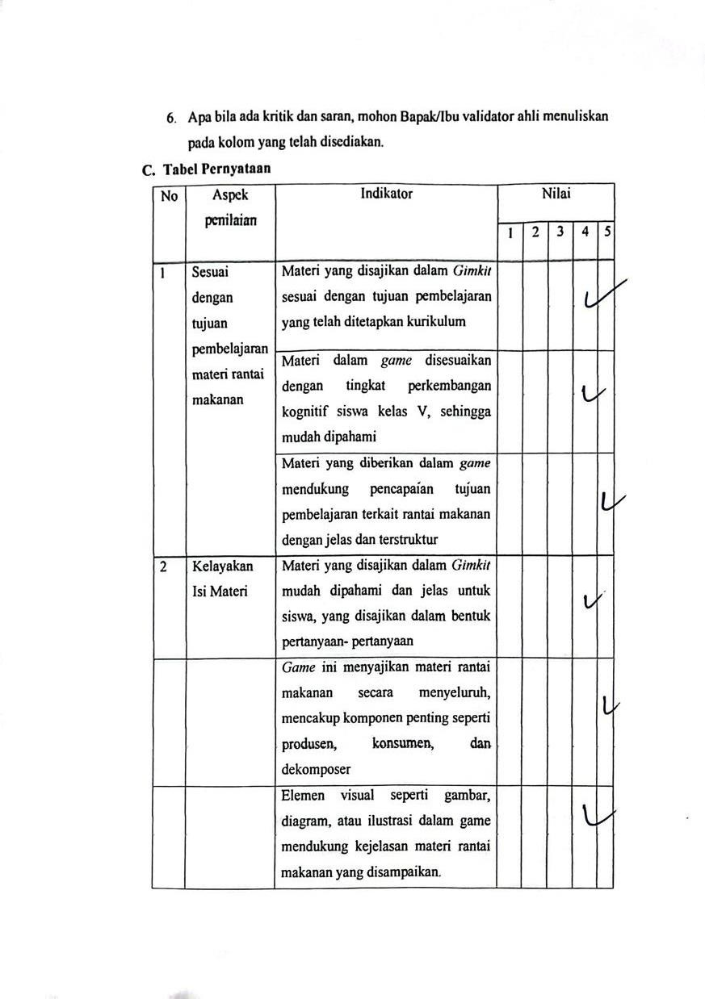 6. Apa bila ada kritik dan saran, mohon Bapak/Ibu validator ahli menuliskan
pada kolom yang telah disediakan.
C. Tabel Pernyataan
No Aspek Indikator Nilai
penilaian
1 2 3 4 5
1 Sesuai Materi yang disajikan dalam Gimkit
dengan sesuai dengan tujuan pembelajaran
tujuan yang telah ditetapkan kurikulum
pembelajaran
materi rantai
makanan
Materi dalam game disesuaikan
dengan tingkat perkembangan
kognitif siswa kelas V, sehingga
mudah dipahami
Materi yang diberikan dalam game
mendukung pencapaian tujuan
pembelajaran terkait rantai makanan
dengan jelas dan terstruktur
2 Kelayakan Materi yang disajikan dalam Gimkit
Isi Materi mudah dipahami dan jelas untuk
siswa, yang disajikan dalam bentuk
pertanyaan- pertanyaan
Game ini menyajikan materi rantai
makanan secara menyeluruh,
mencakup komponen penting seperti
produsen, konsumen, dan
dekomposer
Elemen visual seperti gambar,
diagram, atau ilustrasi dalam game
mendukung kejelasan materi rantai
makanan yang disampaikan.